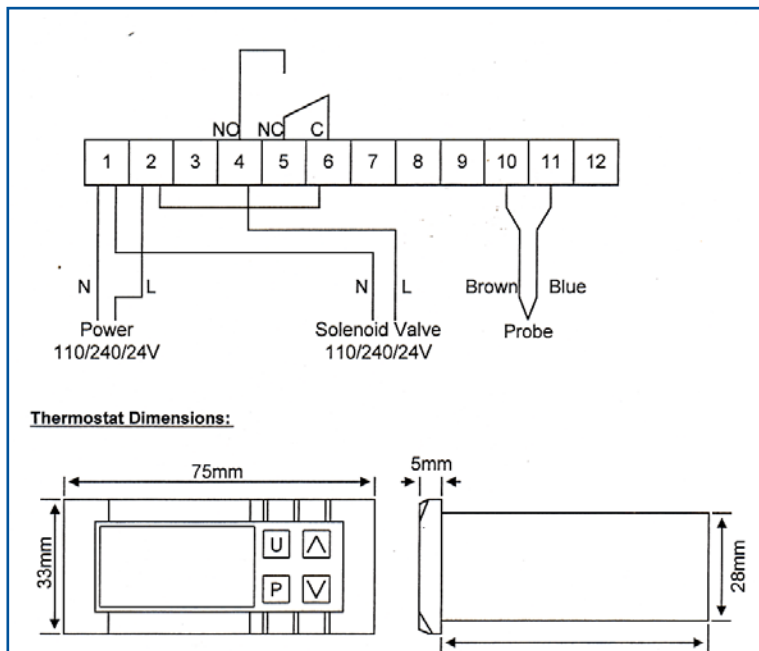 NO NC C
1 2 3 4 5 6 7 8 9 10 11 12
N L N L Brown Blue
Power Solenoid Valve Probe
110/240/24V 110/240/24V
Thermostat Dimensions:
75mm 5mm
33mm U 28mm
P